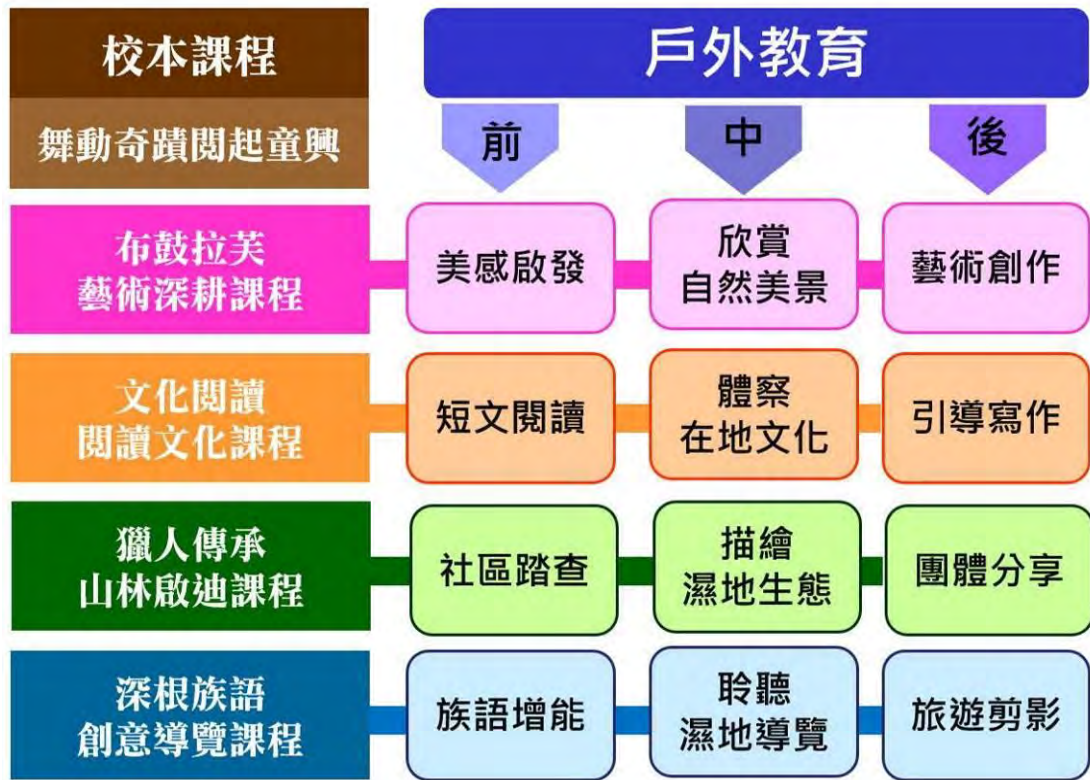 校本課程
舞動奇蹟閱起童興
戶外教育
前
中
後
布鼓拉芙
藝術深耕課程
美感啟發
欣賞
自然美景
藝術創作
文化閱讀
閱讀文化課程
短文閱讀
體察
在地文化
引導寫作
獵人傳承
山林啟迪課程
社區踏查
描繪
濕地生態
團體分享
深根族語
創意導覽課程
族語增能
聆聽
濕地導覽
旅遊剪影